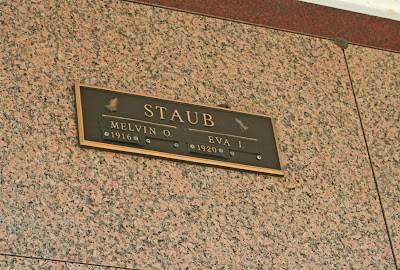 STAUB
MELVIN O. EVA I.
1916 1920